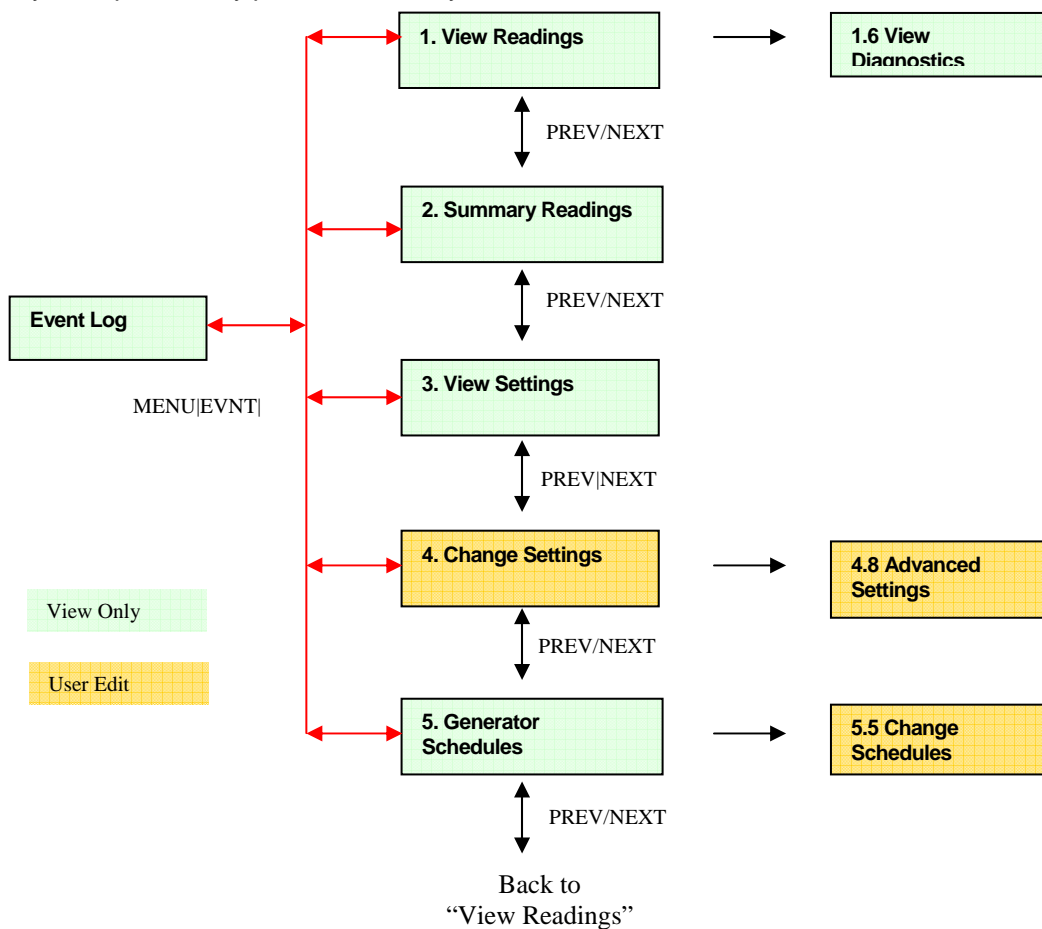 1. View Readings
1.6 View
Diagnostics
PREV/NEXT
2. Summary Readings
PREV/NEXT
Event Log
MENU|EVNT|
3. View Settings
PREV|NEXT
4. Change Settings
4.8 Advanced
Settings
View Only
PREV/NEXT
User Edit
5. Generator
Schedules
5.5 Change
Schedules
PREV/NEXT
Back to
“View Readings”